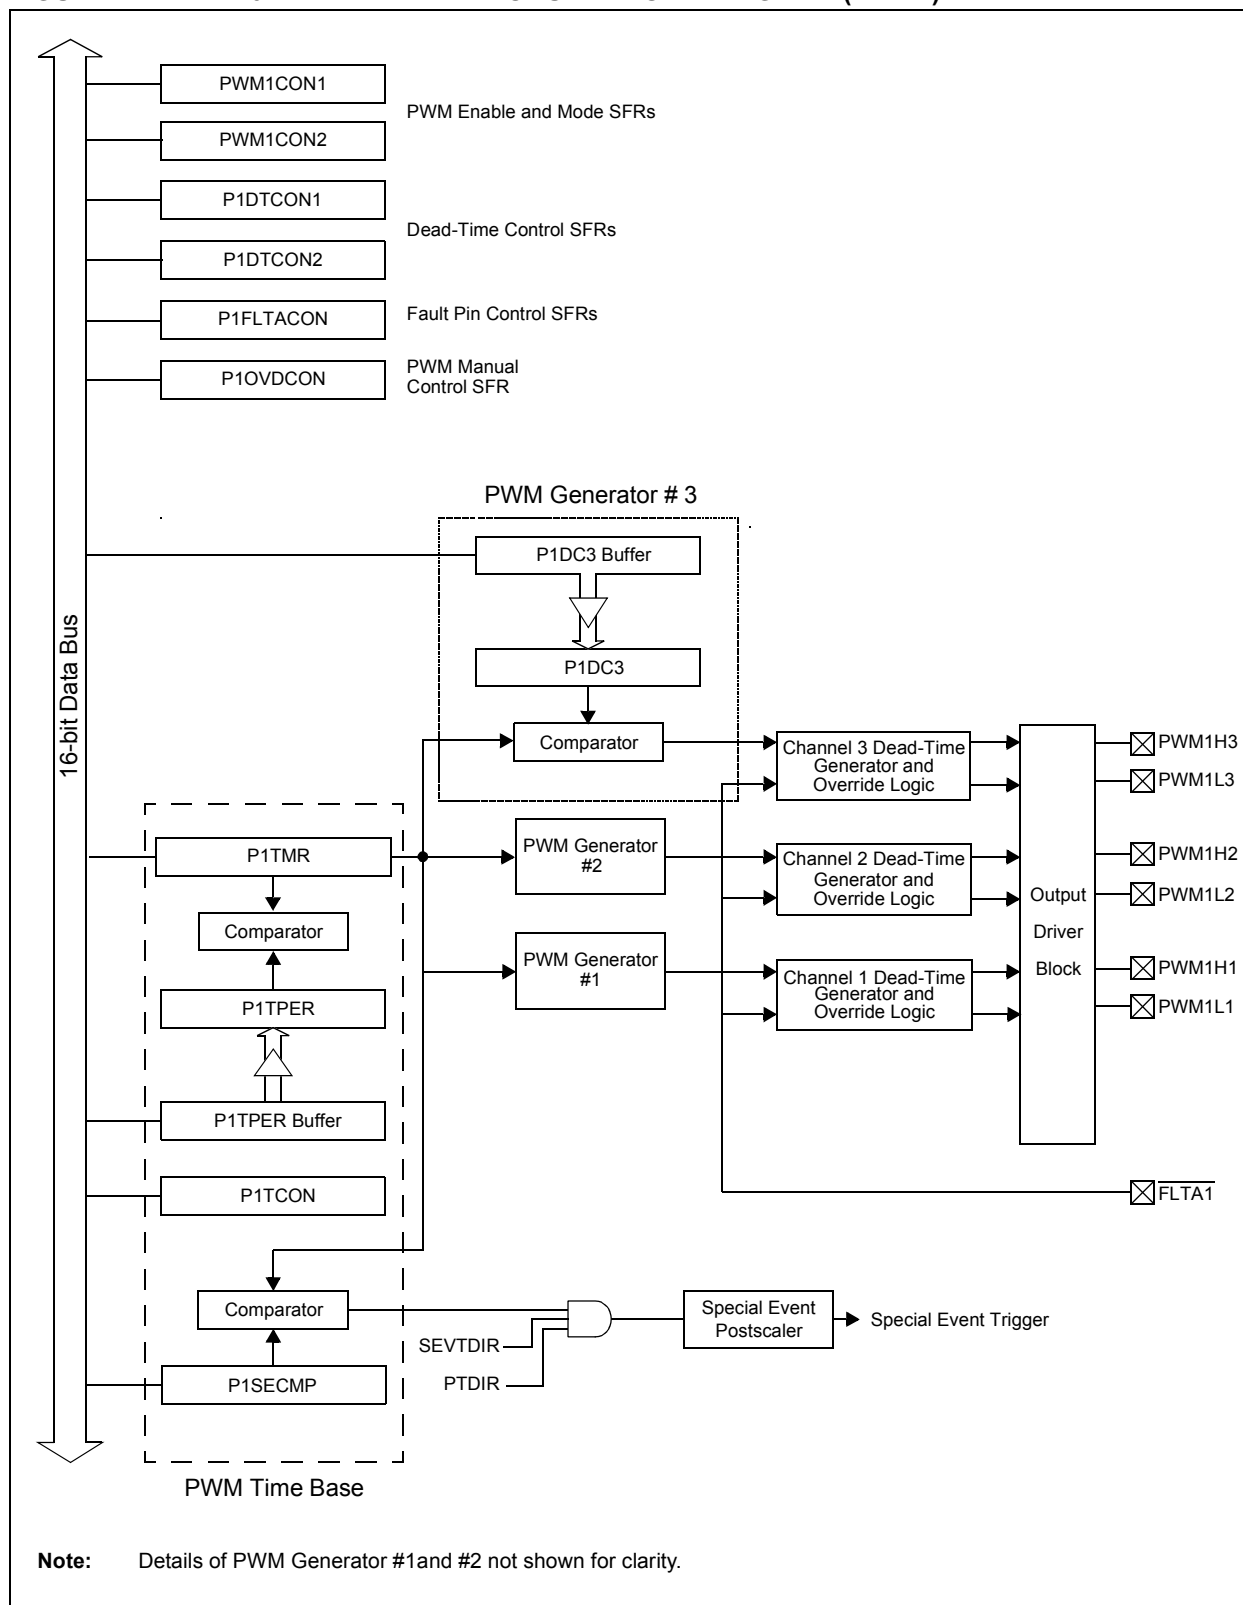 PWM1CON1
PWM Enable and Mode SFRs
PWM1CON2
P1DTCON1
Dead-Time Control SFRs
P1DTCON2
P1FLTACON
Fault Pin Control SFRs
P1OVDCON
PWM Manual
Control SFR
16-bit Data Bus
PWM Generator # 3
P1DC3 Buffer
P1DC3
Comparator
Channel 3 Dead-Time
Generator and
Override Logic
PWM1H3
PWM1L3
P1TMR
Comparator
P1TPER
P1TPER Buffer
P1TCON
Comparator
P1SECMP
PWM Time Base
PWM Generator
#2
Channel 2 Dead-Time
Generator and
Override Logic
PWM1H2
PWM1L2
PWM Generator
#1
Channel 1 Dead-Time
Generator and
Override Logic
Output
Driver
Block
PWM1H1
PWM1L1
FLTA1
SEVTDIR
PTDIR
Special Event
Postscaler
Special Event Trigger
Note: Details of PWM Generator #1and #2 not shown for clarity.